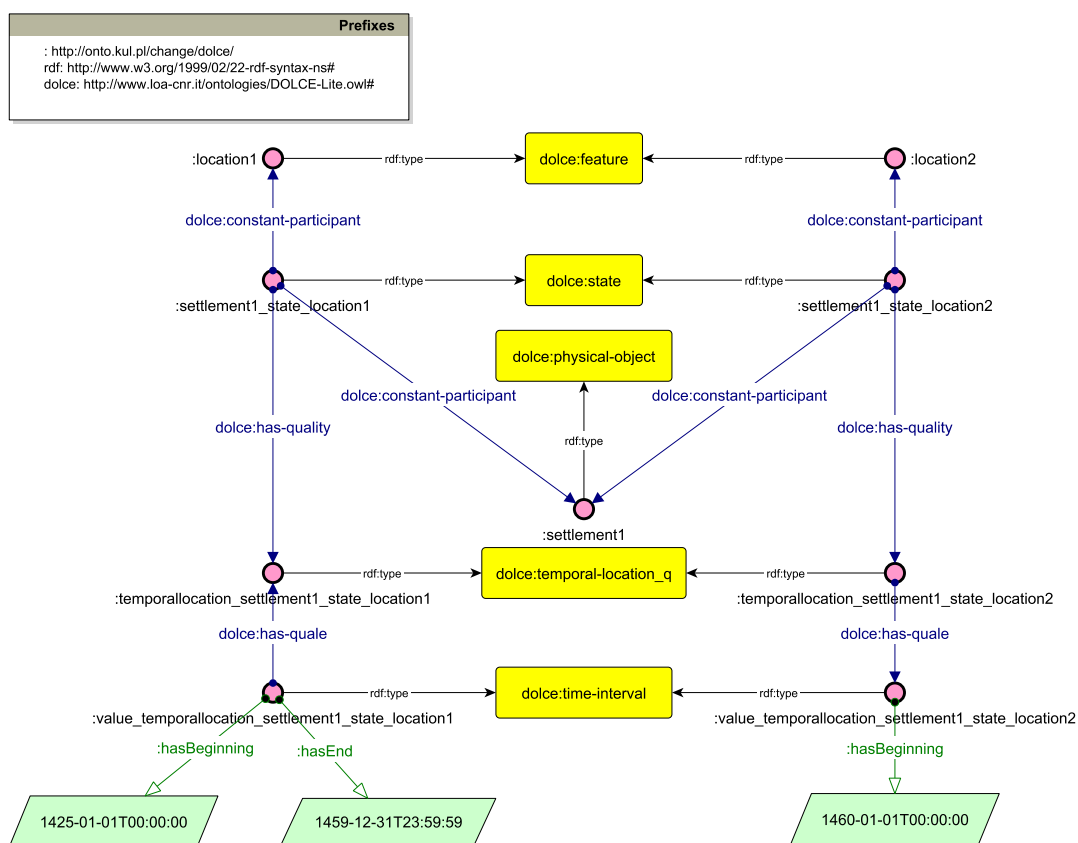 Prefixes
: http://onto.kul.pl/change/dolce/
rdf: http://www.w3.org/1999/02/22-rdf-syntax-ns#
dolce: http://www.loa-cnr.it/ontologies/DOLCE-Lite.owl#
:location1
rdf:type
dolce:feature
rdf:type
:location2
dolce:constant-participant
dolce:constant-participant
rdf:type
dolce:state
rdf:type
:settlement1_state_location1
:settlement1_state_location2
dolce:physical-object
dolce:constant-participant
dolce:constant-participant
dolce:has-quality
rdf:type
dolce:has-quality
:settlement1
rdf:type
dolce:temporal-location_q
rdf:type
:temporallocation_settlement1_state_location1
:temporallocation_settlement1_state_location2
dolce:has-quale
dolce:has-quale
rdf:type
dolce:time-interval
rdf:type
:value_temporallocation_settlement1_state_location1
:value_temporallocation_settlement1_state_location2
:hasBeginning
:hasEnd
:hasBeginning
1425-01-01T00:00:00
1459-12-31T23:59:59
1460-01-01T00:00:00